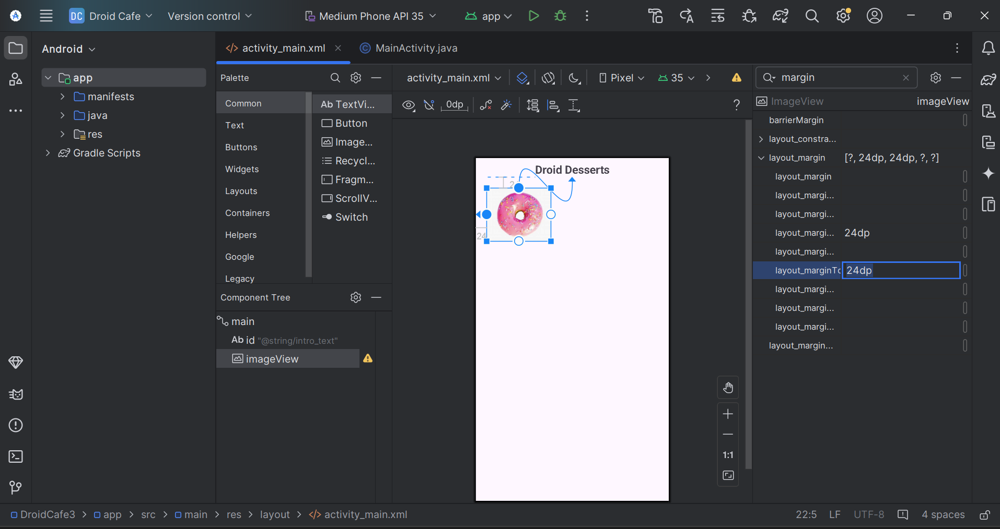 DC Droid Cafe Version control Medium Phone API 35 app
Android
app
manifests
java
res
Gradle Scripts
activity_main.xml MainActivity.java
Palette
Common
Text
Buttons
Widgets
Layouts
Containers
Helpers
Google
Legacy
Ab TextVi...
Button
Image...
Recycl...
Fragm...
ScrollV...
Switch
Component Tree
main
Ab id "@string/intro_text"
imageView
activity_main.xml Pixel 35
0dp ?
Droid Desserts
24
1:1
margin
ImageView imageView
barrierMargin
layout_constra...
layout_margin [?, 24dp, 24dp, ?, ?]
layout_margin
layout_margi...
layout_margi...
layout_margi... 24dp
layout_margi...
layout_marginTo 24dp
layout_margi...
layout_margi...
layout_margi...
layout_margin...
DroidCafe3 > app > src > main > res > layout > activity_main.xml 22:5 LF UTF-8 4 spaces